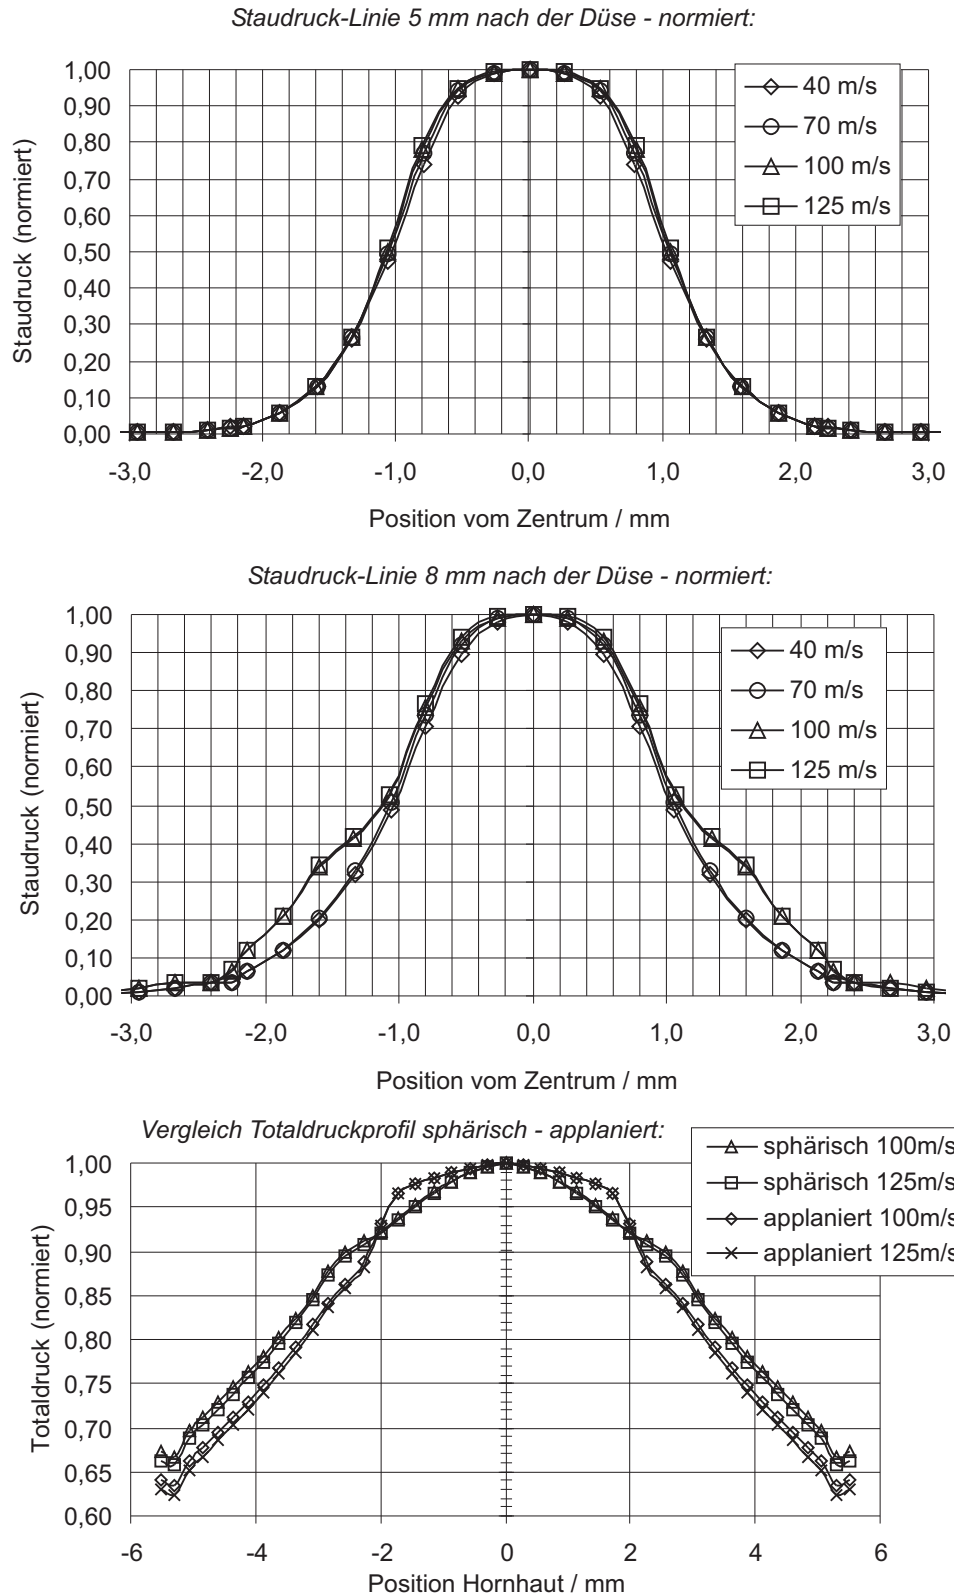 Staudruck-Linie 5 mm nach der Düse - normiert:
1,00
0,90
0,80
0,70
0,60
0,50
0,40
0,30
0,20
0,10
0,00
Staudruck (normiert)
40 m/s
70 m/s
100 m/s
125 m/s
-3,0 -2,0 -1,0 0,0 1,0 2,0 3,0
Position vom Zentrum / mm
Staudruck-Linie 8 mm nach der Düse - normiert:
1,00
0,90
0,80
0,70
0,60
0,50
0,40
0,30
0,20
0,10
0,00
Staudruck (normiert)
40 m/s
70 m/s
100 m/s
125 m/s
-3,0 -2,0 -1,0 0,0 1,0 2,0 3,0
Position vom Zentrum / mm
Vergleich Totaldruckprofil sphärisch - applaniert:
sphärisch 100m/s
sphärisch 125m/s
applaniert 100m/s
applaniert 125m/s
1,00
0,95
0,90
0,85
0,80
0,75
0,70
0,65
0,60
Totaldruck (normiert)
-6 -4 -2 0 2 4 6
Position Hornhaut / mm